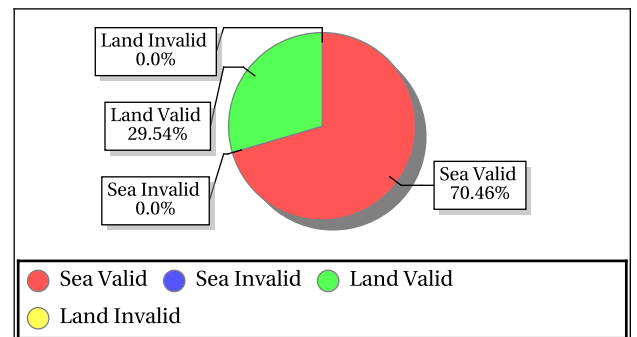 Land Invalid
0.0%
Land Valid
29.54%
Sea Invalid
0.0%
Sea Valid
70.46%
Sea Valid Sea Invalid Land Valid
Land Invalid